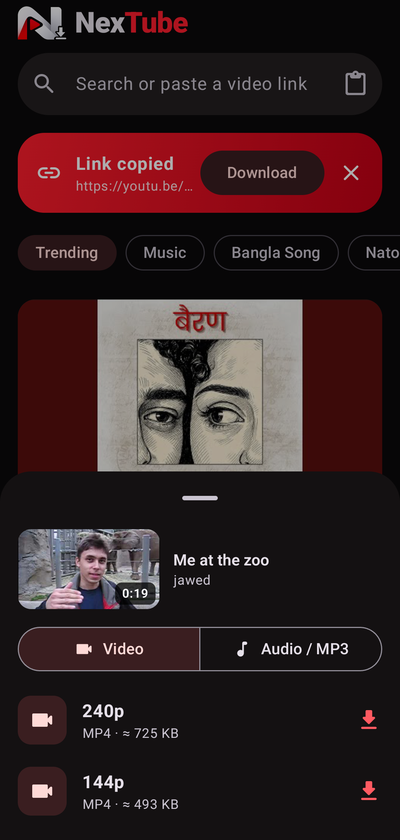 NexTube
Search or paste a video link
Link copied
https://youtu.be/...
Download
Trending
Music
Bangla Song
Nato
बैरण
0:19
Me at the zoo
jawed
Video
Audio / MP3
240p
MP4 · ≈ 725 KB
144p
MP4 · ≈ 493 KB